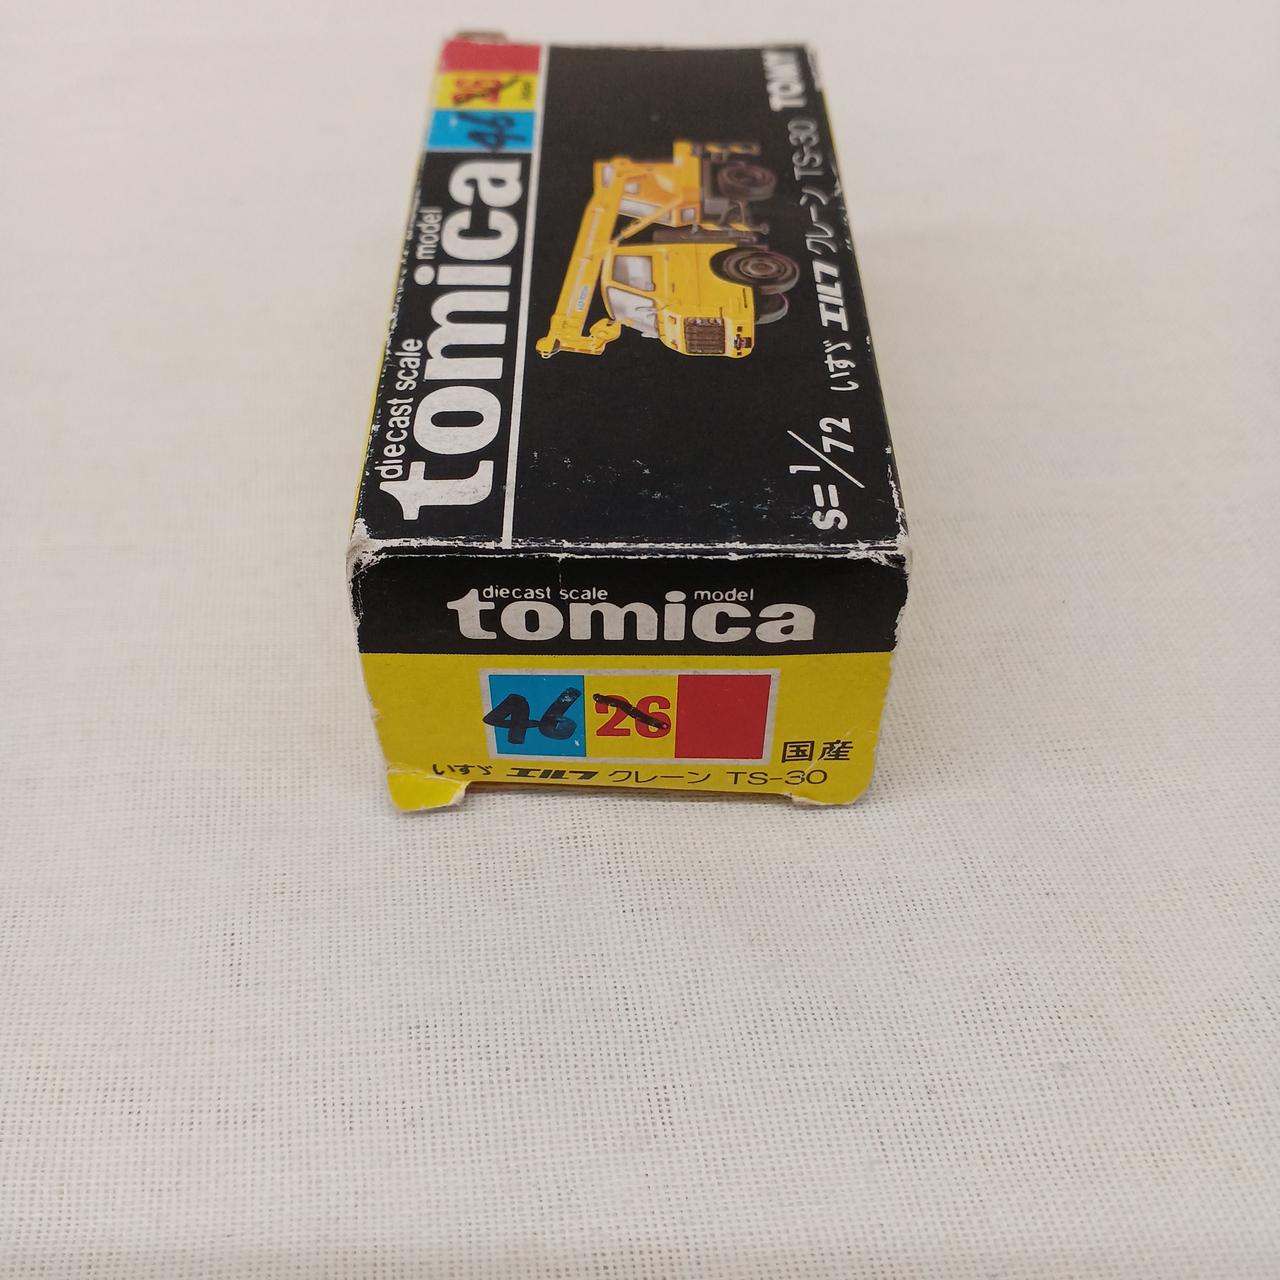 46 26
diecast scale model
tomica
TOMY
s=1/72 いすゞ エルフ クレーン TS-30
diecast scale model
tomica
46 26
国産
いすゞ エルフ クレーン TS-30